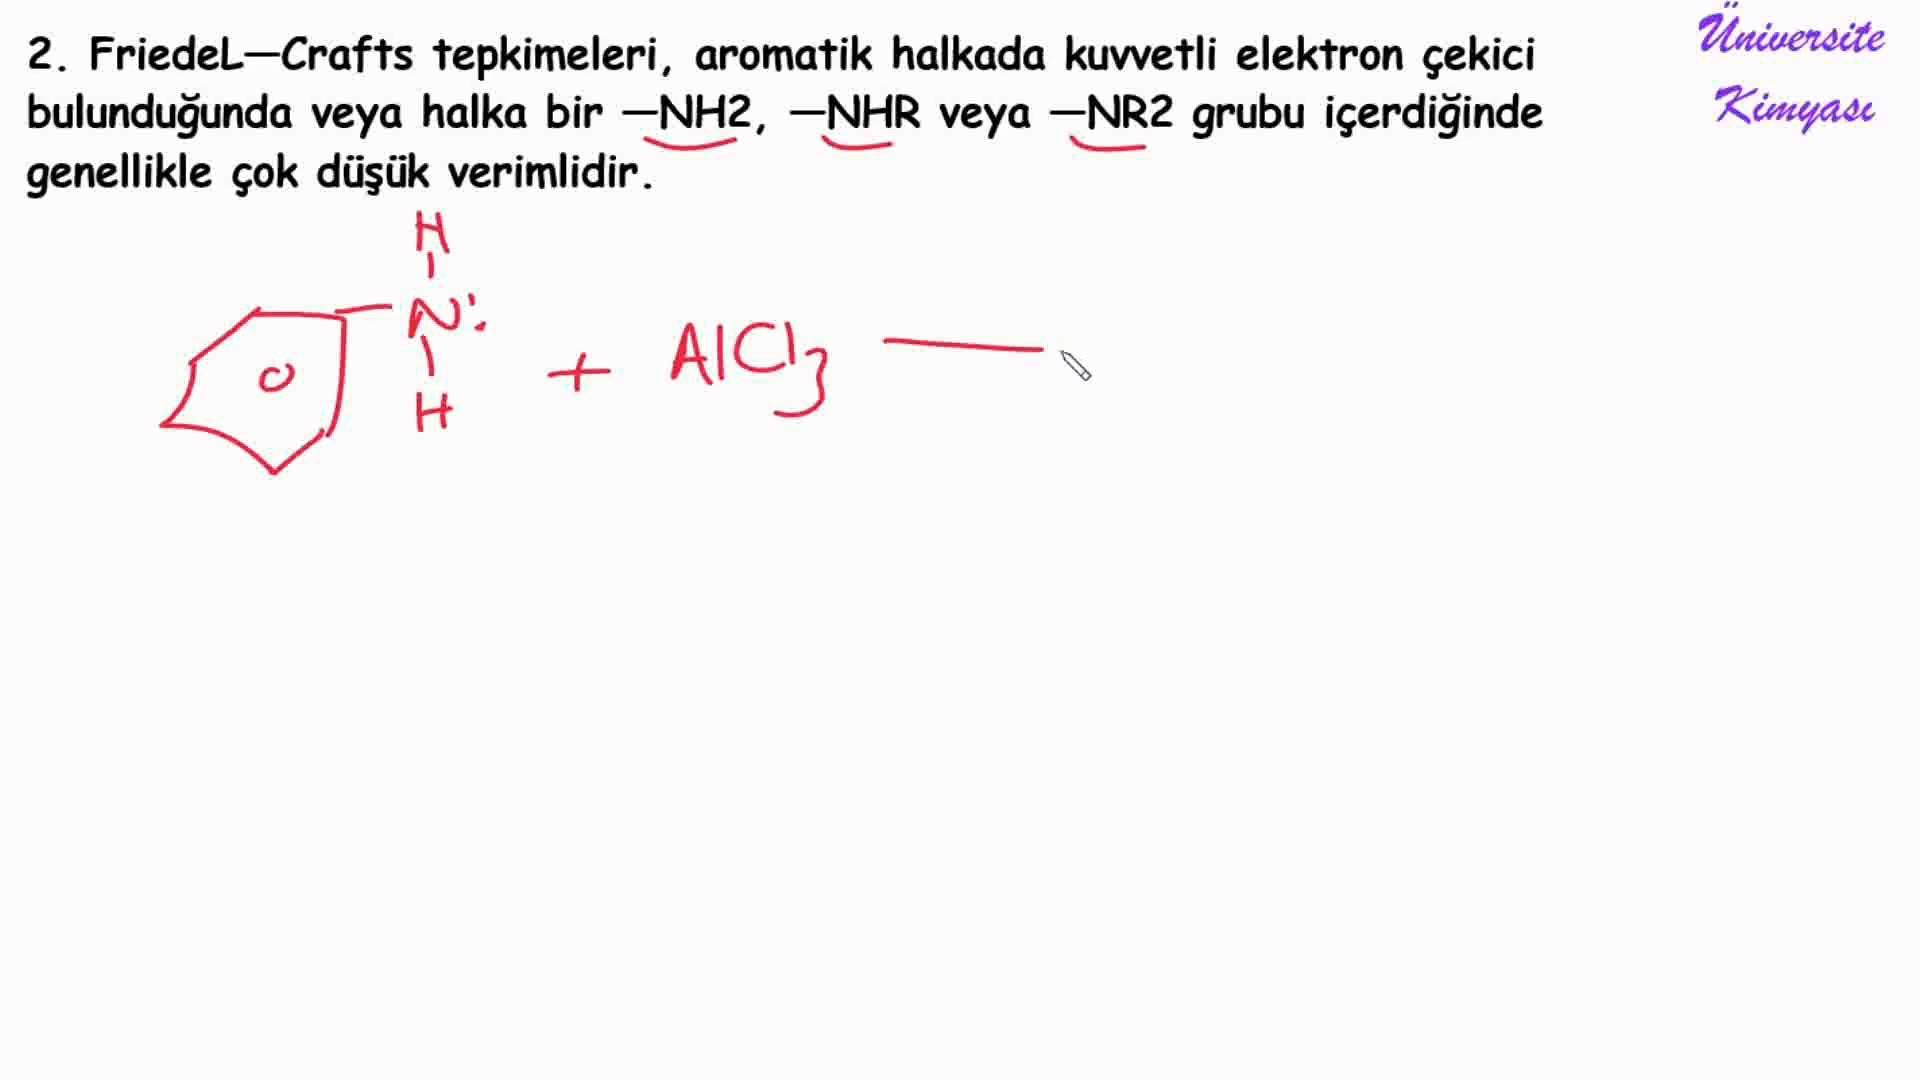 2. FriedeL—Crafts tepkimeleri, aromatik halkada kuvvetli elektron çekici
bulunduğunda veya halka bir —NH2, —NHR veya —NR2 grubu içerdiğinde
genellikle çok düşük verimlidir.
Üniversite
Kimyası
H
N:
H
+ AlCl3